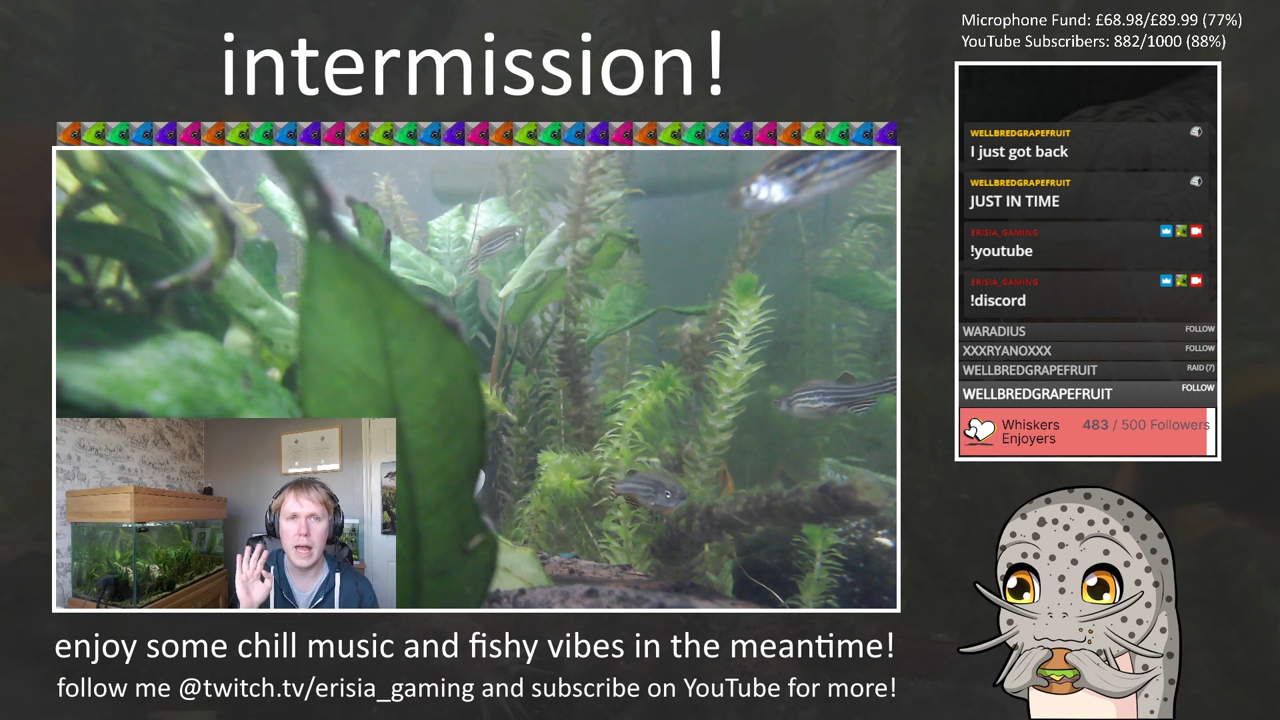 intermission!
Microphone Fund: £68.98/£89.99 (77%)
YouTube Subscribers: 882/1000 (88%)
WELLBREDGRAPEFRUIT
I just got back
WELLBREDGRAPEFRUIT
JUST IN TIME
ERISIA_GAMING
!youtube
ERISIA_GAMING
!discord
WARADIUS FOLLOW
XXXRYANOXXX FOLLOW
WELLBREDGRAPEFRUIT RAID (7)
WELLBREDGRAPEFRUIT FOLLOW
Whiskers Enjoyers 483 / 500 Followers
enjoy some chill music and fishy vibes in the meantime!
follow me @twitch.tv/erisia_gaming and subscribe on YouTube for more!